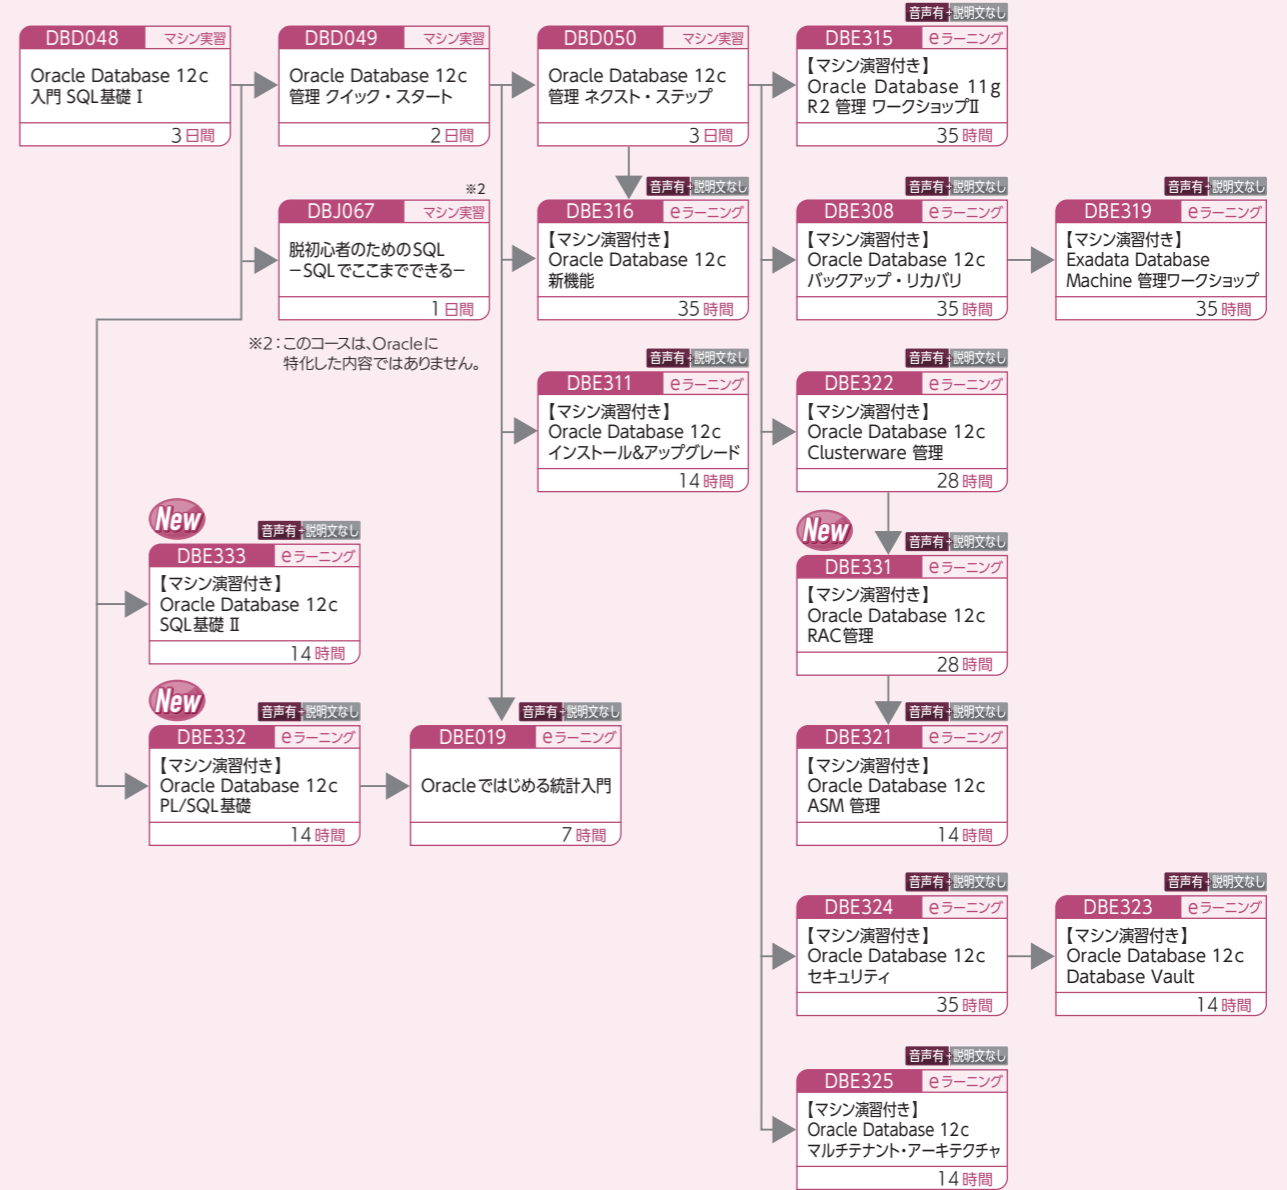 DBD048 マシン実習
Oracle Database 12c
入門 SQL基礎 Ⅰ
3日間
DBD049 マシン実習
Oracle Database 12c
管理 クイック・スタート
2日間
DBD050 マシン実習
Oracle Database 12c
管理 ネクスト・ステップ
3日間
音声有+説明文なし
DBE315 eラーニング
【マシン演習付き】
Oracle Database 11g
R2 管理 ワークショップⅡ
35時間
※2
DBJ067 マシン実習
脱初心者のためのSQL
−SQLでここまでできる−
1日間
※2:このコースは、Oracleに
特化した内容ではありません。
音声有+説明文なし
DBE316 eラーニング
【マシン演習付き】
Oracle Database 12c
新機能
35時間
音声有+説明文なし
DBE308 eラーニング
【マシン演習付き】
Oracle Database 12c
バックアップ・リカバリ
35時間
音声有+説明文なし
DBE319 eラーニング
【マシン演習付き】
Exadata Database
Machine 管理ワークショップ
35時間
音声有+説明文なし
DBE311 eラーニング
【マシン演習付き】
Oracle Database 12c
インストール&アップグレード
14時間
音声有+説明文なし
DBE322 eラーニング
【マシン演習付き】
Oracle Database 12c
Clusterware 管理
28時間
New
音声有+説明文なし
DBE333 eラーニング
【マシン演習付き】
Oracle Database 12c
SQL基礎 Ⅱ
14時間
New
音声有+説明文なし
DBE331 eラーニング
【マシン演習付き】
Oracle Database 12c
RAC管理
28時間
New
音声有+説明文なし
DBE332 eラーニング
【マシン演習付き】
Oracle Database 12c
PL/SQL基礎
14時間
音声有+説明文なし
DBE019 eラーニング
Oracleではじめる統計入門
7時間
音声有+説明文なし
DBE321 eラーニング
【マシン演習付き】
Oracle Database 12c
ASM 管理
14時間
音声有+説明文なし
DBE324 eラーニング
【マシン演習付き】
Oracle Database 12c
セキュリティ
35時間
音声有+説明文なし
DBE323 eラーニング
【マシン演習付き】
Oracle Database 12c
Database Vault
14時間
音声有+説明文なし
DBE325 eラーニング
【マシン演習付き】
Oracle Database 12c
マルチテナント・アーキテクチャ
14時間